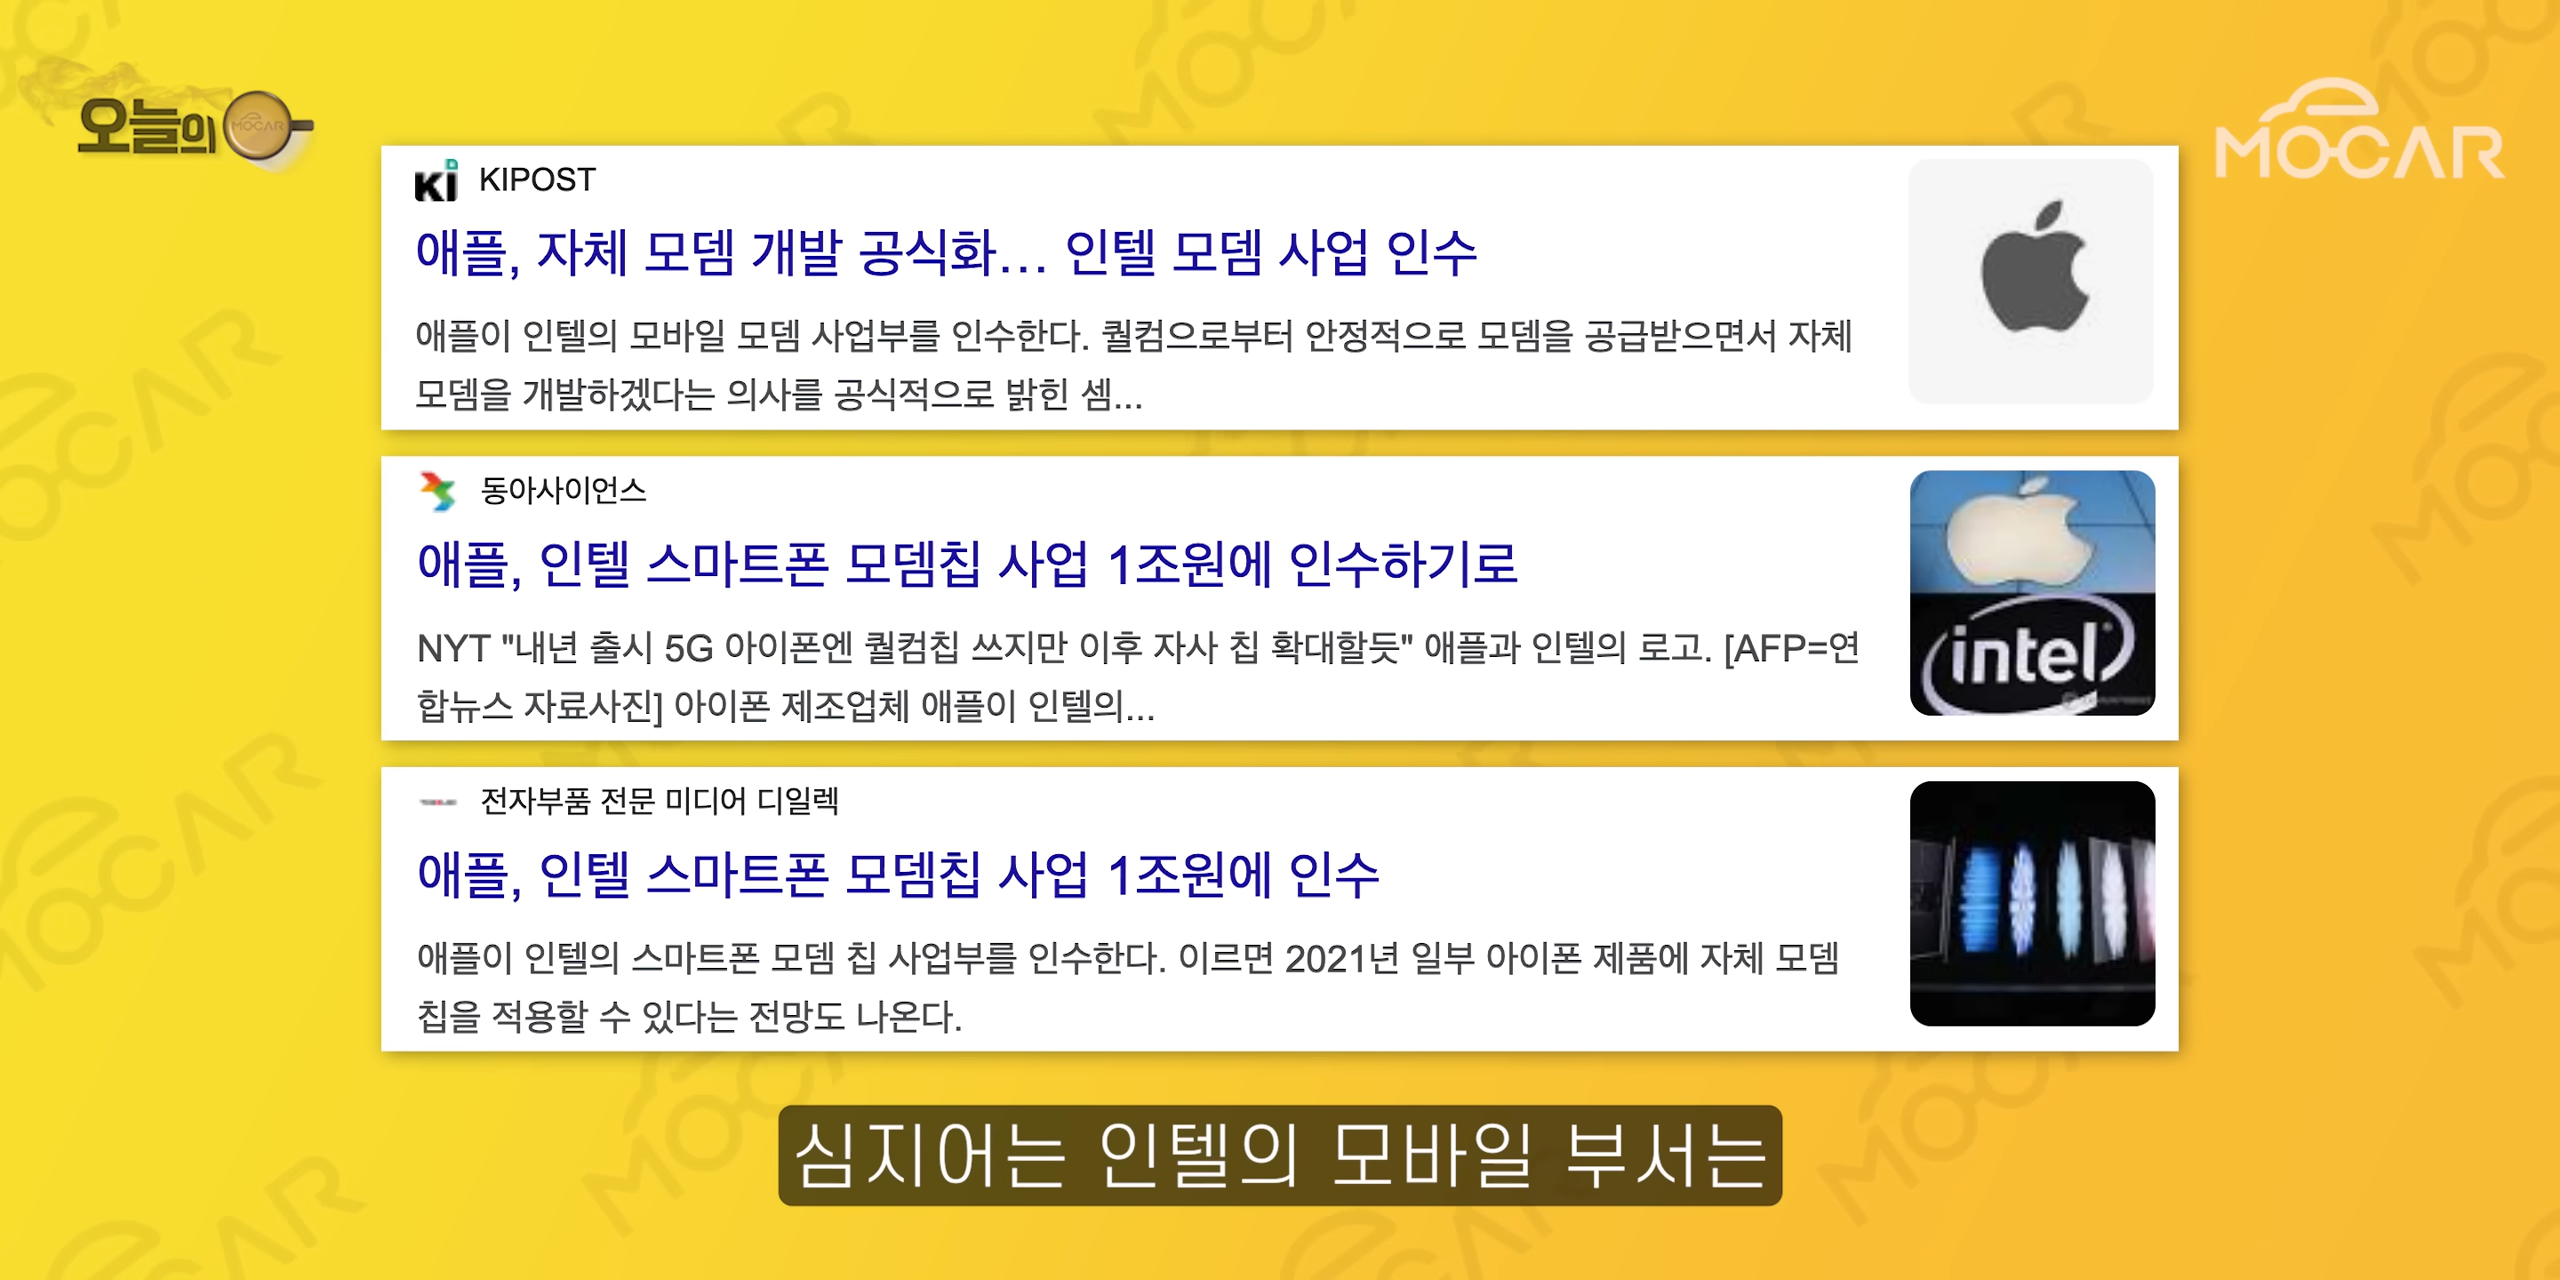 오늘의 MOCAR
MOCAR
KI KIPOST
애플, 자체 모뎀 개발 공식화... 인텔 모뎀 사업 인수
애플이 인텔의 모바일 모뎀 사업부를 인수한다. 퀄컴으로부터 안정적으로 모뎀을 공급받으면서 자체
모뎀을 개발하겠다는 의사를 공식적으로 밝힌 셈...
동아사이언스
애플, 인텔 스마트폰 모뎀칩 사업 1조원에 인수하기로
NYT "내년 출시 5G 아이폰엔 퀄컴칩 쓰지만 이후 자사 칩 확대할듯" 애플과 인텔의 로고. [AFP=연
합뉴스 자료사진] 아이폰 제조업체 애플이 인텔의...
intel
전자부품 전문 미디어 디일렉
애플, 인텔 스마트폰 모뎀칩 사업 1조원에 인수
애플이 인텔의 스마트폰 모뎀 칩 사업부를 인수한다. 이르면 2021년 일부 아이폰 제품에 자체 모뎀
칩을 적용할 수 있다는 전망도 나온다.
심지어는 인텔의 모바일 부서는